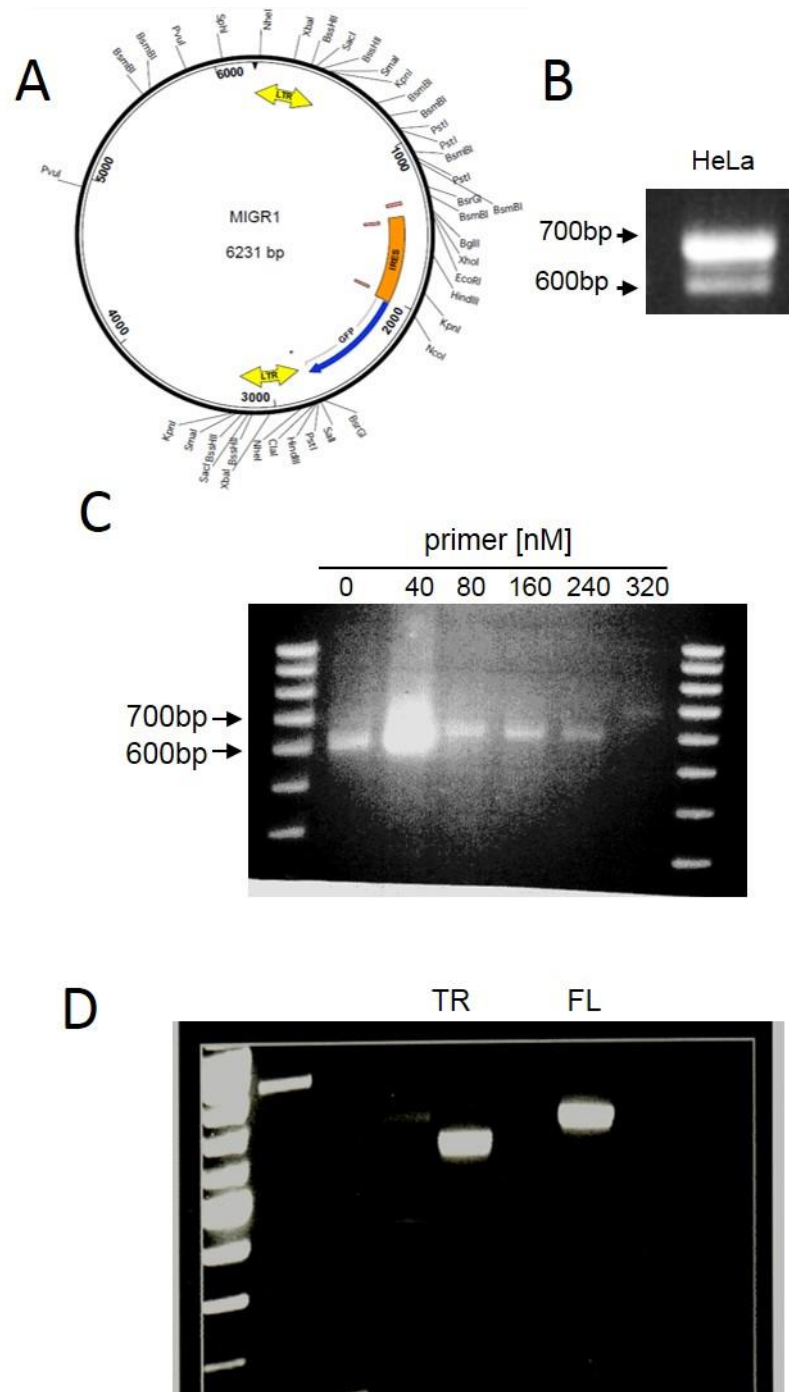 A
B
NheI
SphI
XbaI
BssHII
PvuI
SacI
BsmBI
BssHII
BsmBI
SmaI
6000
KpnI
LTR
BsmBI
BsmBI
PstI
PstI
1000
BsmBI
PvuI
5000
PstI
BsrGI
BsmBI
BsmBI
MIGR1
6231 bp
BglII
XhoI
IRES
EcoRI
HindIII
4000
2000
KpnI
GFP
NcoI
LTR
3000
KpnI
SmaI
SacI
BssHII
BssHII
XbaI
NheI
ClaI
HindIII
PstI
SalI
BsrGI
HeLa
700bp
600bp
C
primer [nM]
0 40 80 160 240 320
700bp
600bp
D
TR FL